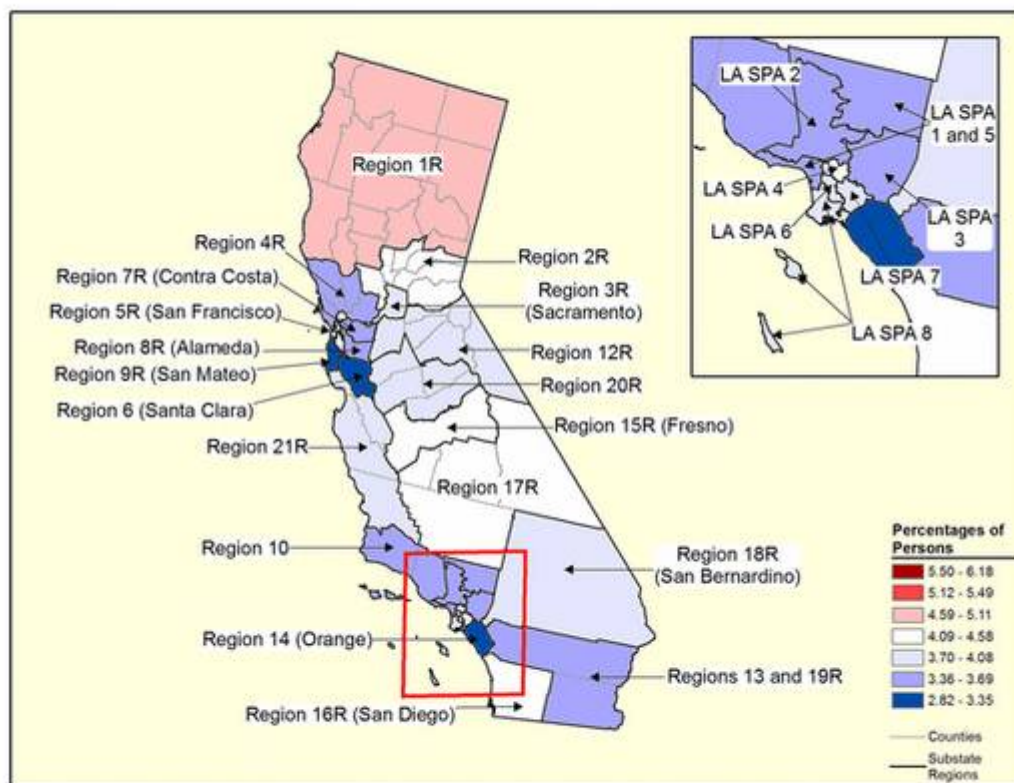 Region 1R
Region 4R
Region 7R (Contra Costa)
Region 5R (San Francisco)
Region 8R (Alameda)
Region 9R (San Mateo)
Region 6 (Santa Clara)
Region 21R
Region 10
Region 14 (Orange)
Region 16R (San Diego)
Region 2R
Region 3R
(Sacramento)
Region 12R
Region 20R
Region 15R (Fresno)
Region 17R
Region 18R
(San Bernardino)
Regions 13 and 19R
LA SPA 2
LA SPA
1 and 5
LA SPA 4
LA SPA 6
LA SPA
3
LA SPA 7
LA SPA 8
Percentages of
Persons
5.50 - 6.18
5.12 - 5.49
4.59 - 5.11
4.09 - 4.58
3.70 - 4.08
3.36 - 3.69
2.82 - 3.35
Counties
Substate
Regions